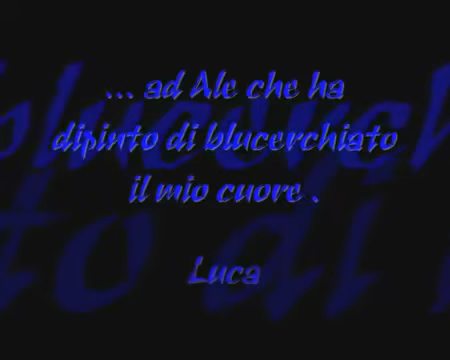 ... ad Ale che ha
dipinto di blucerchiato
il mio cuore .
Luca